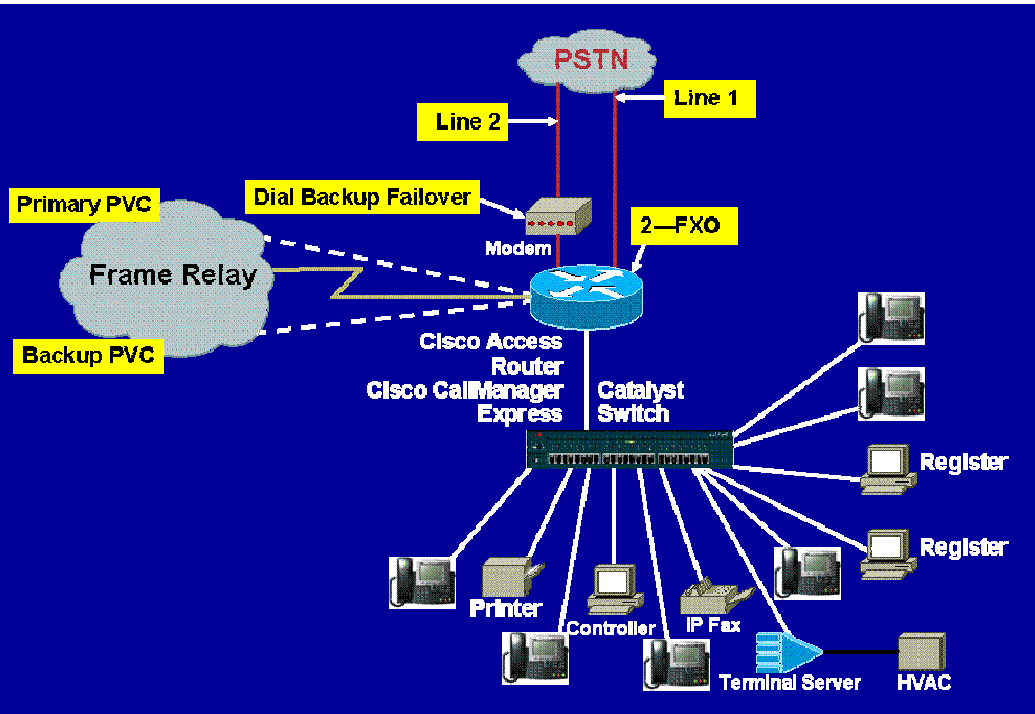 PSTN
Line 1
Line 2
Dial Backup Failover
Primary PVC
2—FXO
Modem
Frame Relay
Backup PVC
Cisco Access
Router
Cisco CallManager
Express
Catalyst
Switch
Register
Register
Printer
Controller
IP Fax
Terminal Server
HVAC